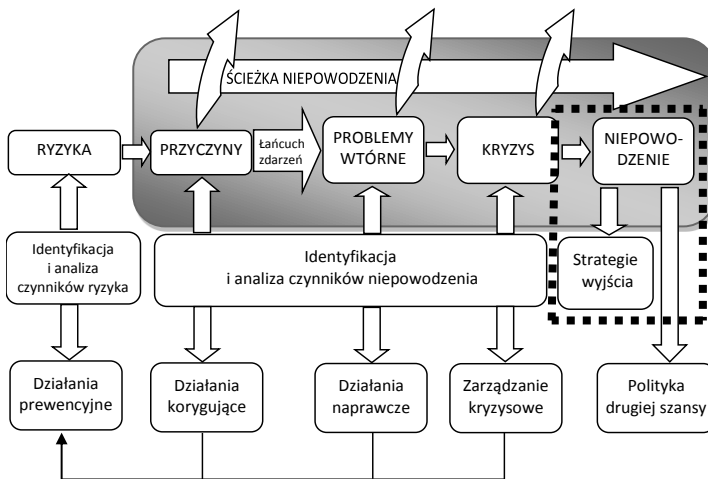 ŚCIEŻKA NIEPOWODZENIA
RYZYKA
PRZYCZYNY
Łańcuch
zdarzeń
PROBLEMY
WTÓRNE
KRYZYS
NIEPOWO-
DZENIE
Identyfikacja
i analiza
czynników ryzyka
Identyfikacja
i analiza czynników niepowodzenia
Strategie
wyjścia
Działania
prewencyjne
Działania
korygujące
Działania
naprawcze
Zarządzanie
kryzysowe
Polityka
drugiej szansy